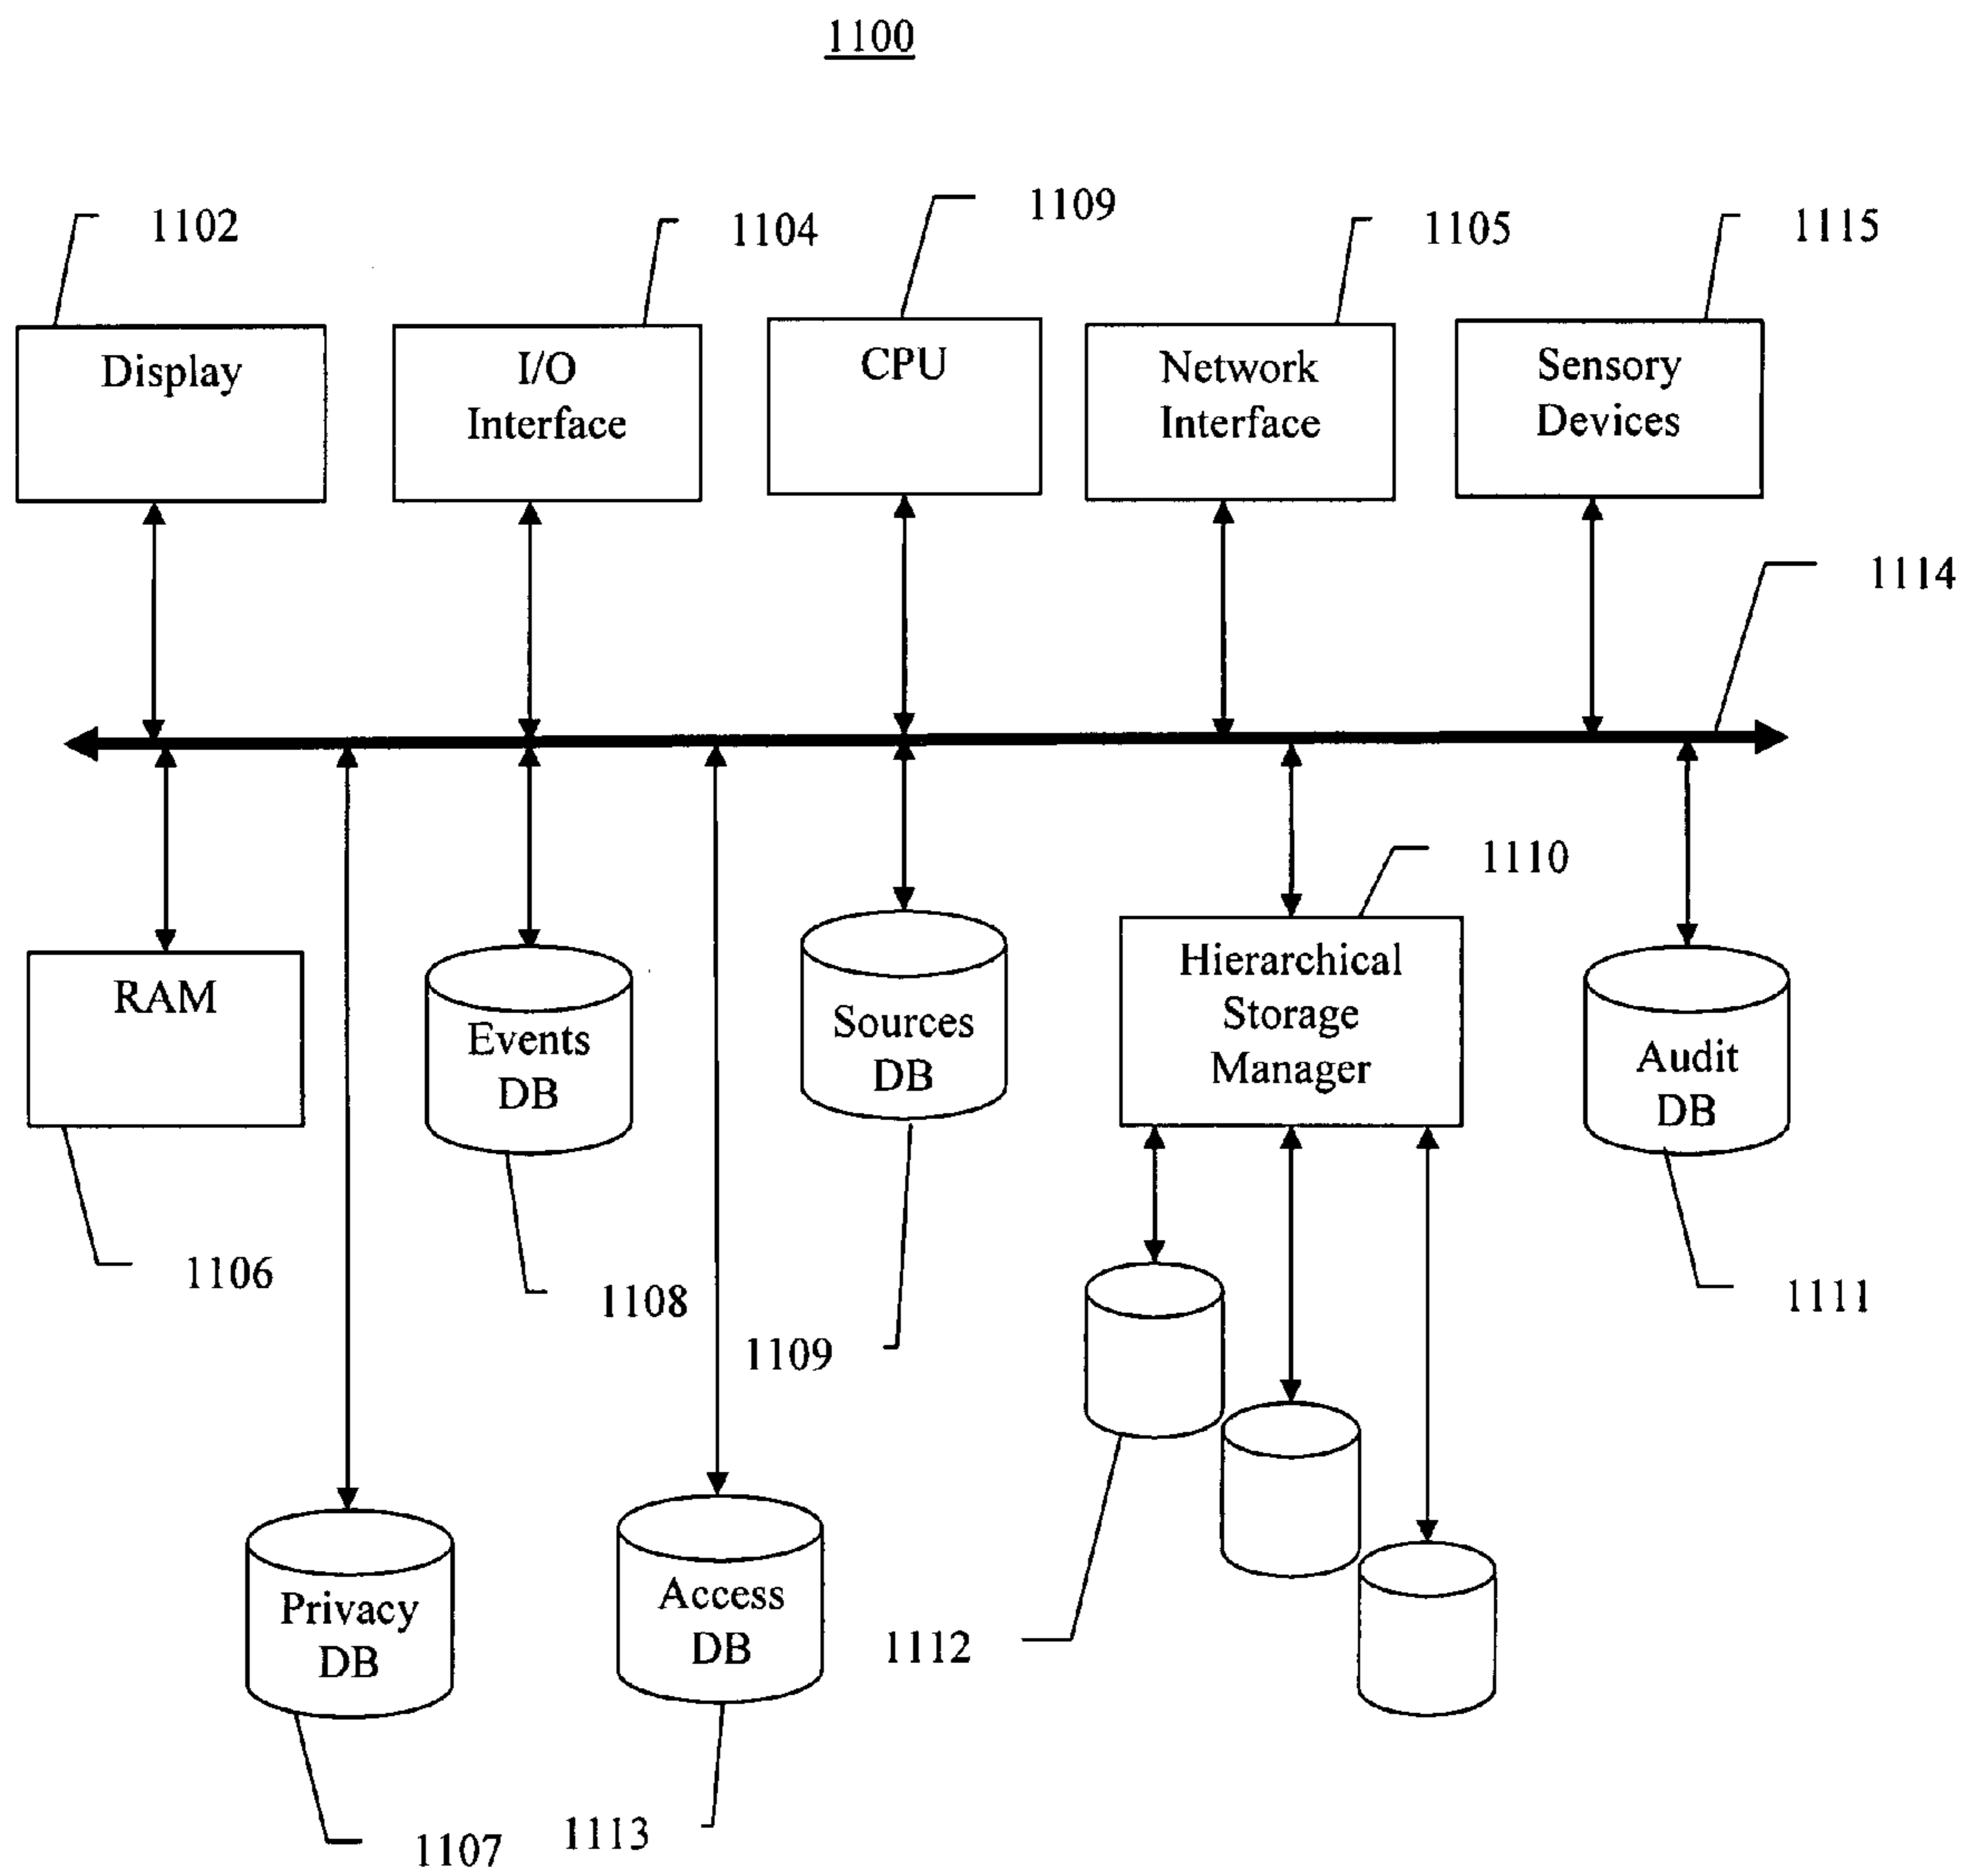 1100
1102
1104
1109
1105
1115
Display
I/O
Interface
CPU
Network
Interface
Sensory
Devices
1114
1110
RAM
Events
DB
Sources
DB
Hierarchical
Storage
Manager
Audit
DB
1106
1108
1109
1111
Privacy
DB
Access
DB
1112
1107
1113